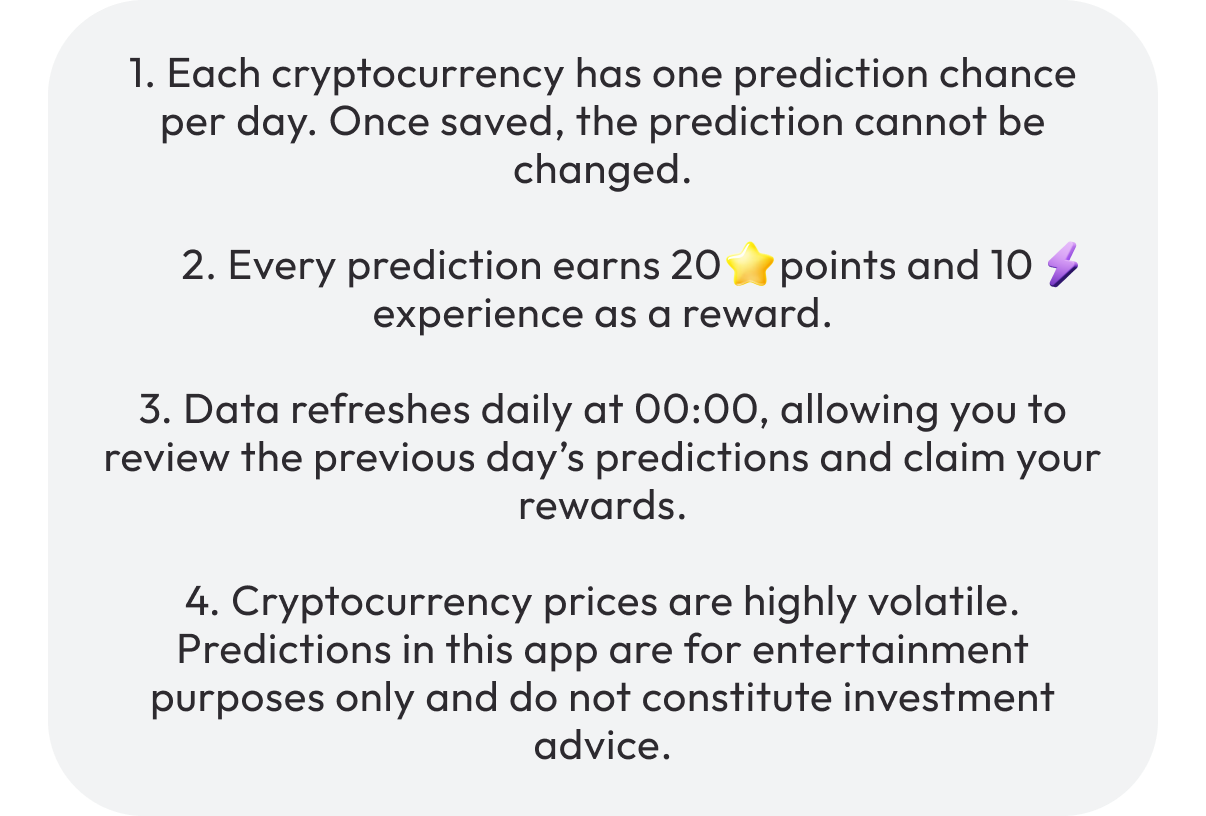 1. Each cryptocurrency has one prediction chance
per day. Once saved, the prediction cannot be
changed.
2. Every prediction earns 20⭐points and 10 ⚡
experience as a reward.
3. Data refreshes daily at 00:00, allowing you to
review the previous day’s predictions and claim your
rewards.
4. Cryptocurrency prices are highly volatile.
Predictions in this app are for entertainment
purposes only and do not constitute investment
advice.